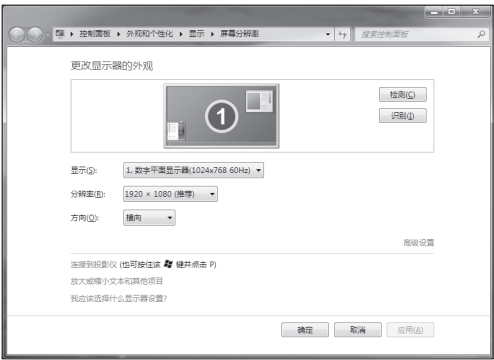 控制面板 ▸ 外观和个性化 ▸ 显示 ▸ 屏幕分辨率
搜索控制面板
更改显示器的外观
1
检测(C)
识别(I)
显示(S): 1. 数字平面显示器(1024x768 60Hz)
分辨率(R): 1920 × 1080 (推荐)
方向(O): 横向
高级设置
连接到投影仪 (也可按住该 键并点击 P)
放大或缩小文本和其他项目
我应该选择什么显示器设置?
确定 取消 应用(A)